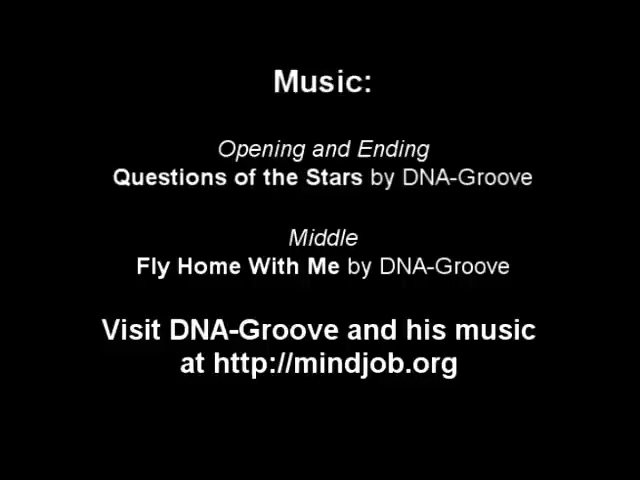 Music:
Opening and Ending
Questions of the Stars by DNA-Groove
Middle
Fly Home With Me by DNA-Groove
Visit DNA-Groove and his music
at http://mindjob.org